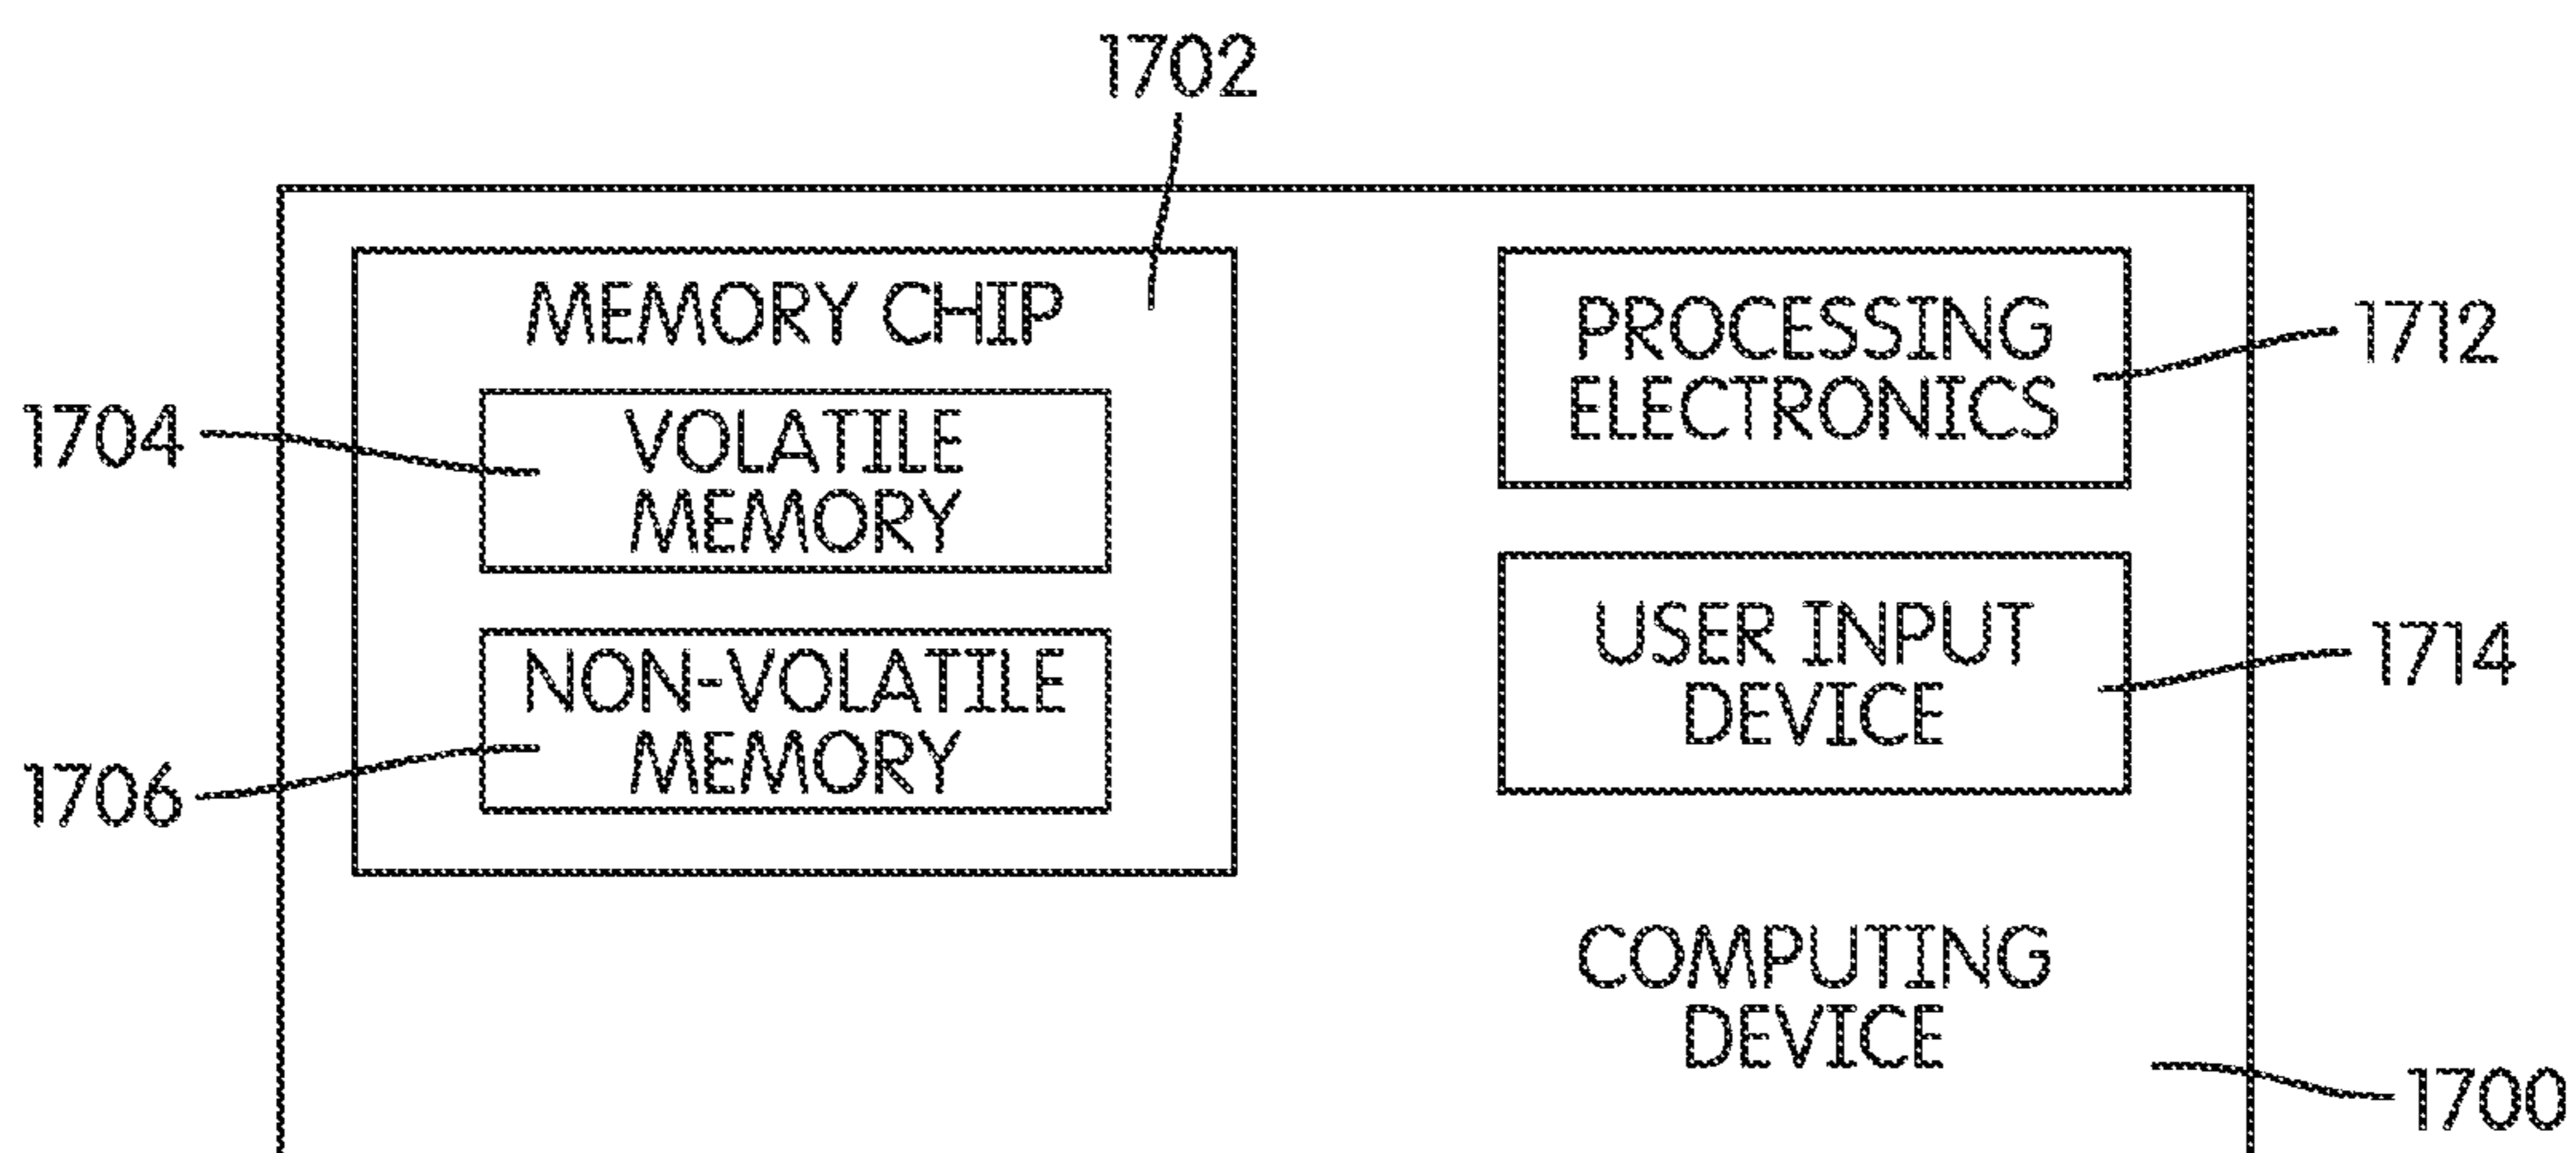 1702
MEMORY CHIP
1704
VOLATILE
MEMORY
1706
NON-VOLATILE
MEMORY
PROCESSING
ELECTRONICS
1712
USER INPUT
DEVICE
1714
COMPUTING
DEVICE
1700